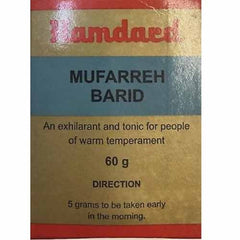 Hamdard
MUFARREH
BARID
An exhilarant and tonic for people
of warm temperament
60 g
DIRECTION
5 grams to be taken early
in the morning.